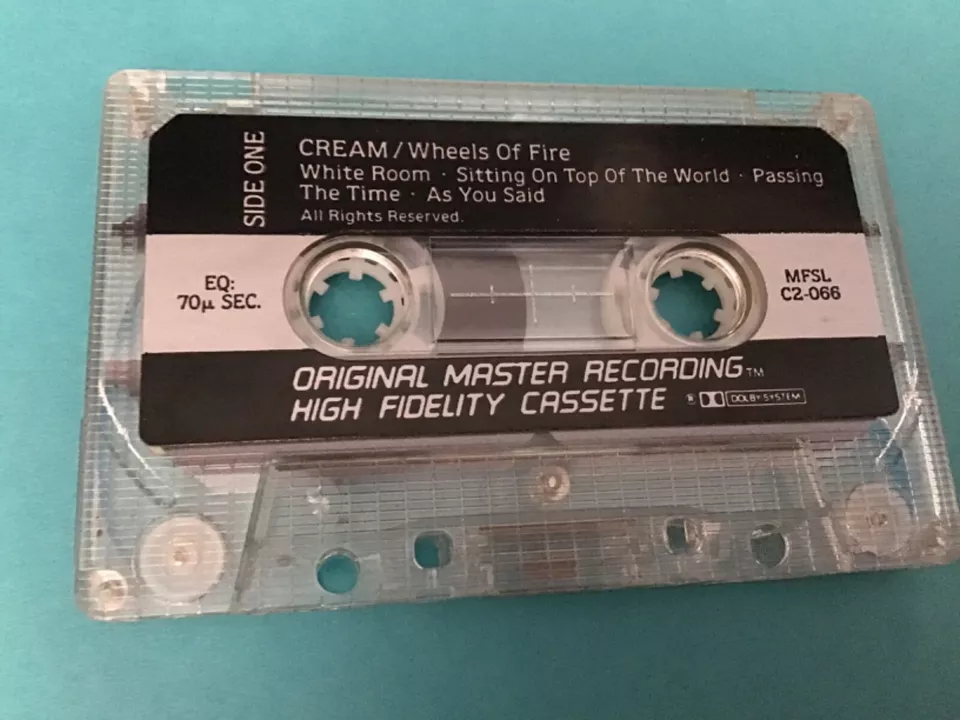 SIDE ONE
CREAM/Wheels Of Fire
White Room · Sitting On Top Of The World · Passing
The Time · As You Said
All Rights Reserved.
EQ:
70μ SEC.
MFSL
C2-066
ORIGINAL MASTER RECORDING™
HIGH FIDELITY CASSETTE ® DOLBY SYSTEM